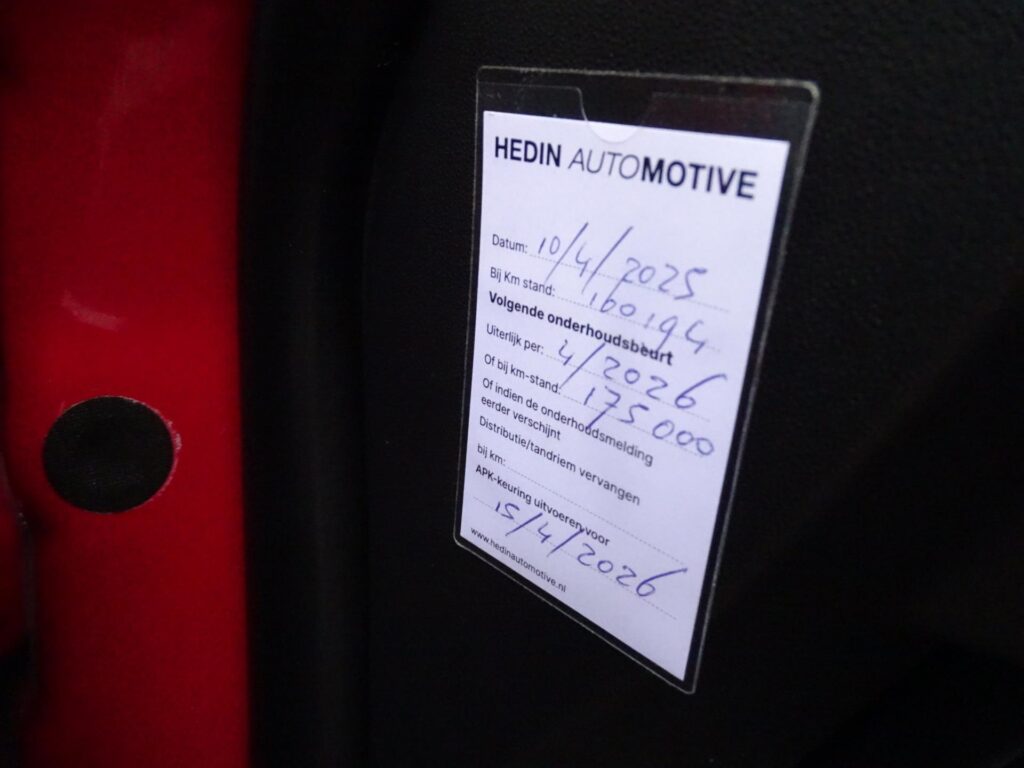 HEDIN AUTOMOTIVE
Datum: 10/4/2025
Bij Km stand: 160194
Volgende onderhoudsbeurt
Uiterlijk per: 4/2026
Of bij km-stand: 175000
Of indien de onderhoudsmelding
eerder verschijnt
Distributie/tandriem vervangen
bij km:
APK-keuring uitvoeren voor
15/4/2026
www.hedinautomotive.nl